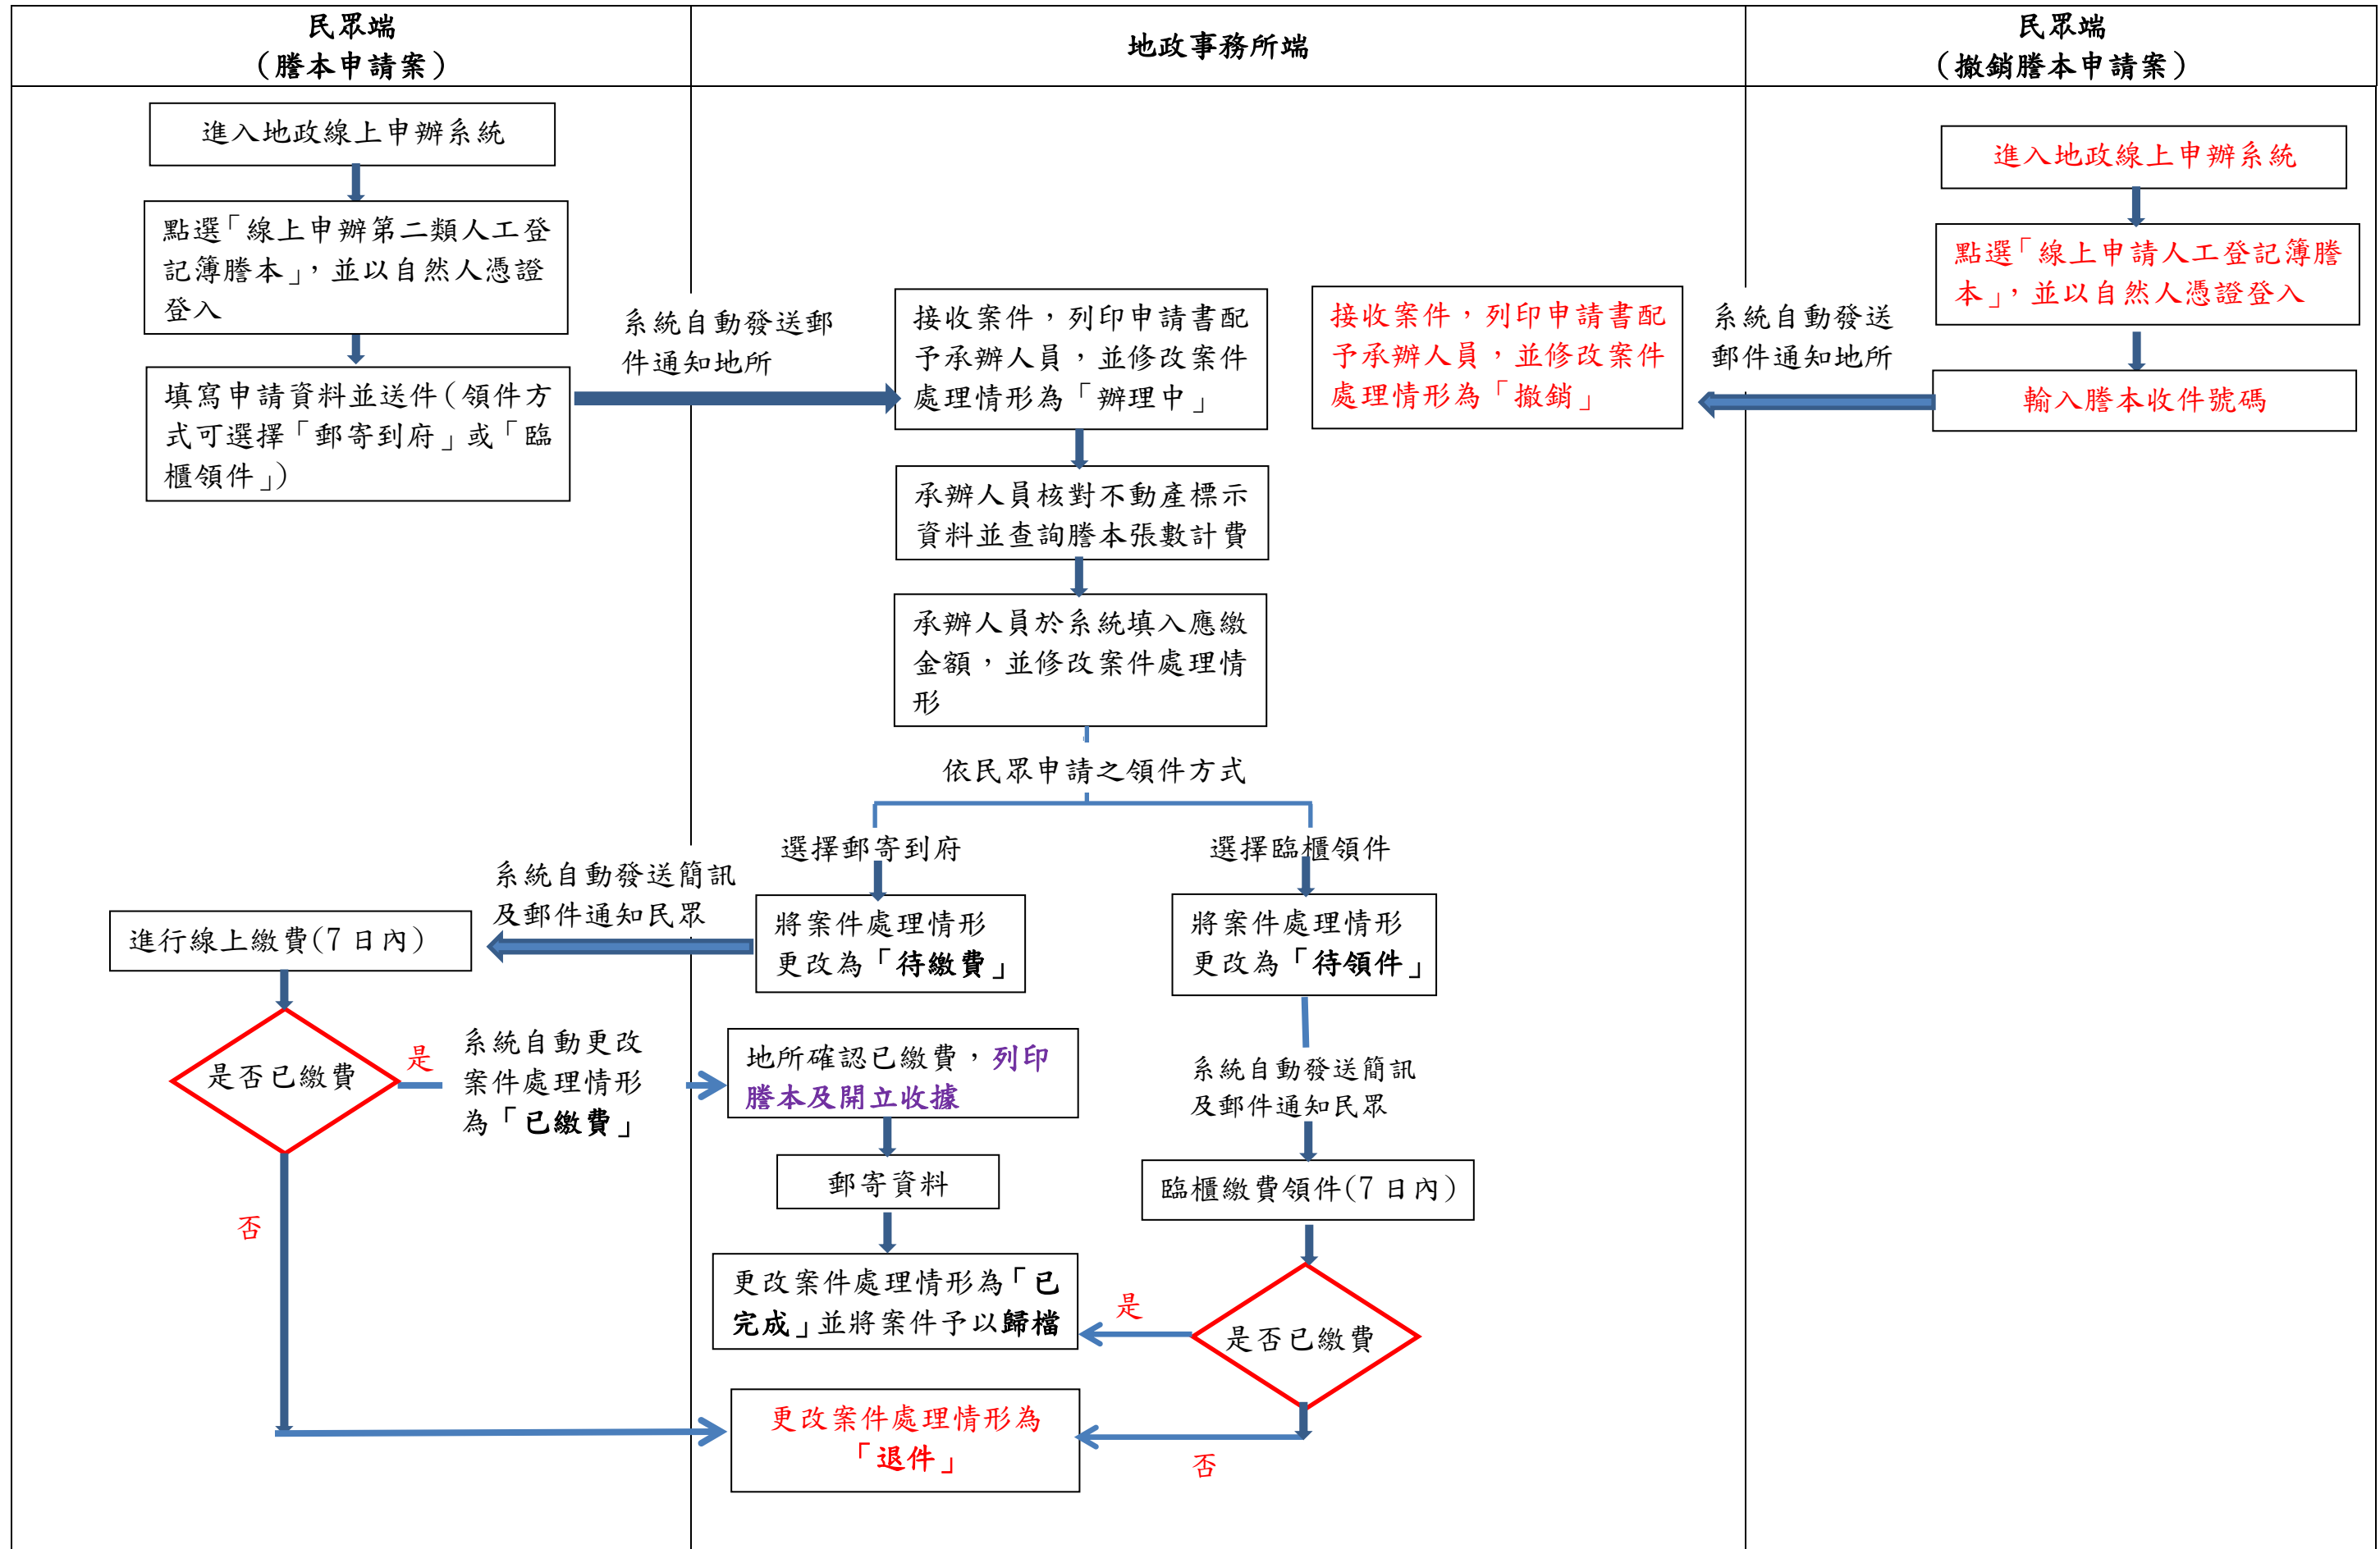 民眾端
（謄本申請案）
地政事務所端
民眾端
（撤銷謄本申請案）
進入地政線上申辦系統
點選「線上申辦第二類人工登
記簿謄本」，並以自然人憑證
登入
填寫申請資料並送件(領件方
式可選擇「郵寄到府」或「臨
櫃領件」)
系統自動發送郵
件通知地所
接收案件，列印申請書配
予承辦人員，並修改案件
處理情形為「辦理中」
承辦人員核對不動產標示
資料並查詢謄本張數計費
承辦人員於系統填入應繳
金額，並修改案件處理情
形
依民眾申請之領件方式
選擇郵寄到府
選擇臨櫃領件
將案件處理情形
更改為「待繳費」
將案件處理情形
更改為「待領件」
系統自動發送簡訊
及郵件通知民眾
進行線上繳費(7 日內)
是否已繳費
是
系統自動更改
案件處理情形
為「已繳費」
否
地所確認已繳費，列印
謄本及開立收據
郵寄資料
更改案件處理情形為「已
完成」並將案件予以歸檔
更改案件處理情形為
「退件」
系統自動發送簡訊
及郵件通知民眾
臨櫃繳費領件(7 日內)
是否已繳費
是
否
進入地政線上申辦系統
點選「線上申請人工登記簿謄
本」，並以自然人憑證登入
輸入謄本收件號碼
系統自動發送
郵件通知地所
接收案件，列印申請書配
予承辦人員，並修改案件
處理情形為「撤銷」